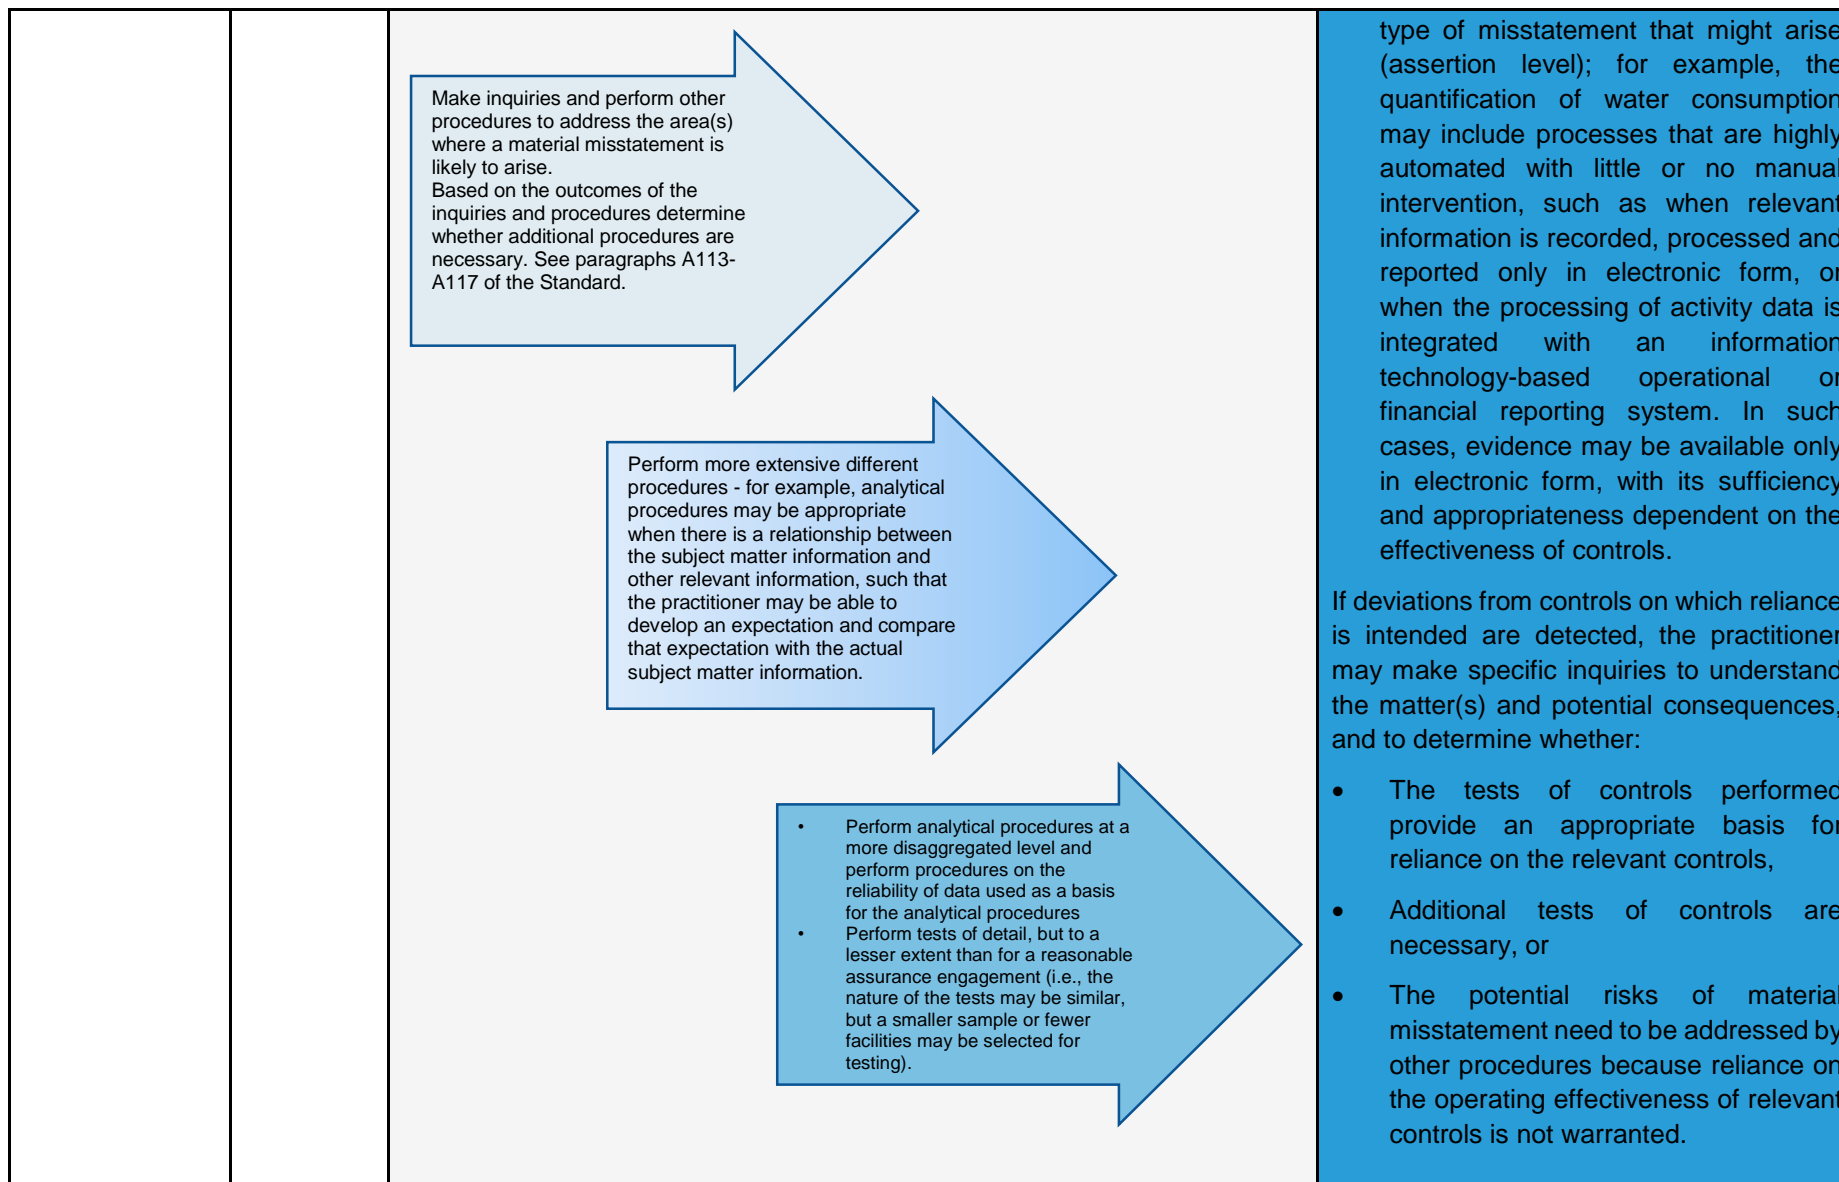 Make inquiries and perform other
procedures to address the area(s)
where a material misstatement is
likely to arise.
Based on the outcomes of the
inquiries and procedures determine
whether additional procedures are
necessary. See paragraphs A113-
A117 of the Standard.
Perform more extensive different
procedures - for example, analytical
procedures may be appropriate
when there is a relationship between
the subject matter information and
other relevant information, such that
the practitioner may be able to
develop an expectation and compare
that expectation with the actual
subject matter information.
• Perform analytical procedures at a
more disaggregated level and
perform procedures on the
reliability of data used as a basis
for the analytical procedures
• Perform tests of detail, but to a
lesser extent than for a reasonable
assurance engagement (i.e., the
nature of the tests may be similar,
but a smaller sample or fewer
facilities may be selected for
testing).
type of misstatement that might arise
(assertion level); for example, the
quantification of water consumption
may include processes that are highly
automated with little or no manual
intervention, such as when relevant
information is recorded, processed and
reported only in electronic form, or
when the processing of activity data is
integrated with an information
technology-based operational or
financial reporting system. In such
cases, evidence may be available only
in electronic form, with its sufficiency
and appropriateness dependent on the
effectiveness of controls.
If deviations from controls on which reliance
is intended are detected, the practitioner
may make specific inquiries to understand
the matter(s) and potential consequences,
and to determine whether:
• The tests of controls performed
provide an appropriate basis for
reliance on the relevant controls,
• Additional tests of controls are
necessary, or
• The potential risks of material
misstatement need to be addressed by
other procedures because reliance on
the operating effectiveness of relevant
controls is not warranted.